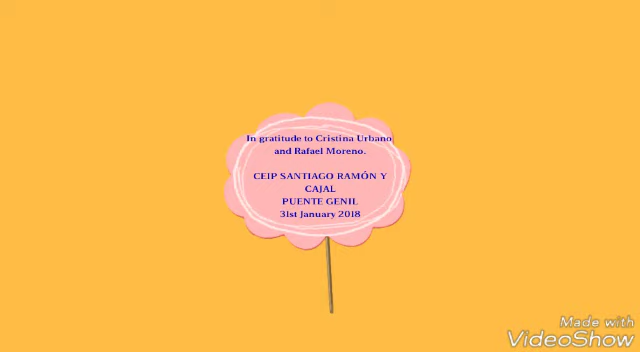 In gratitude to Cristina Urbano
and Rafael Moreno.
CEIP SANTIAGO RAMÓN Y
CAJAL
PUENTE GENIL
31st January 2018
Made with
VideoShow